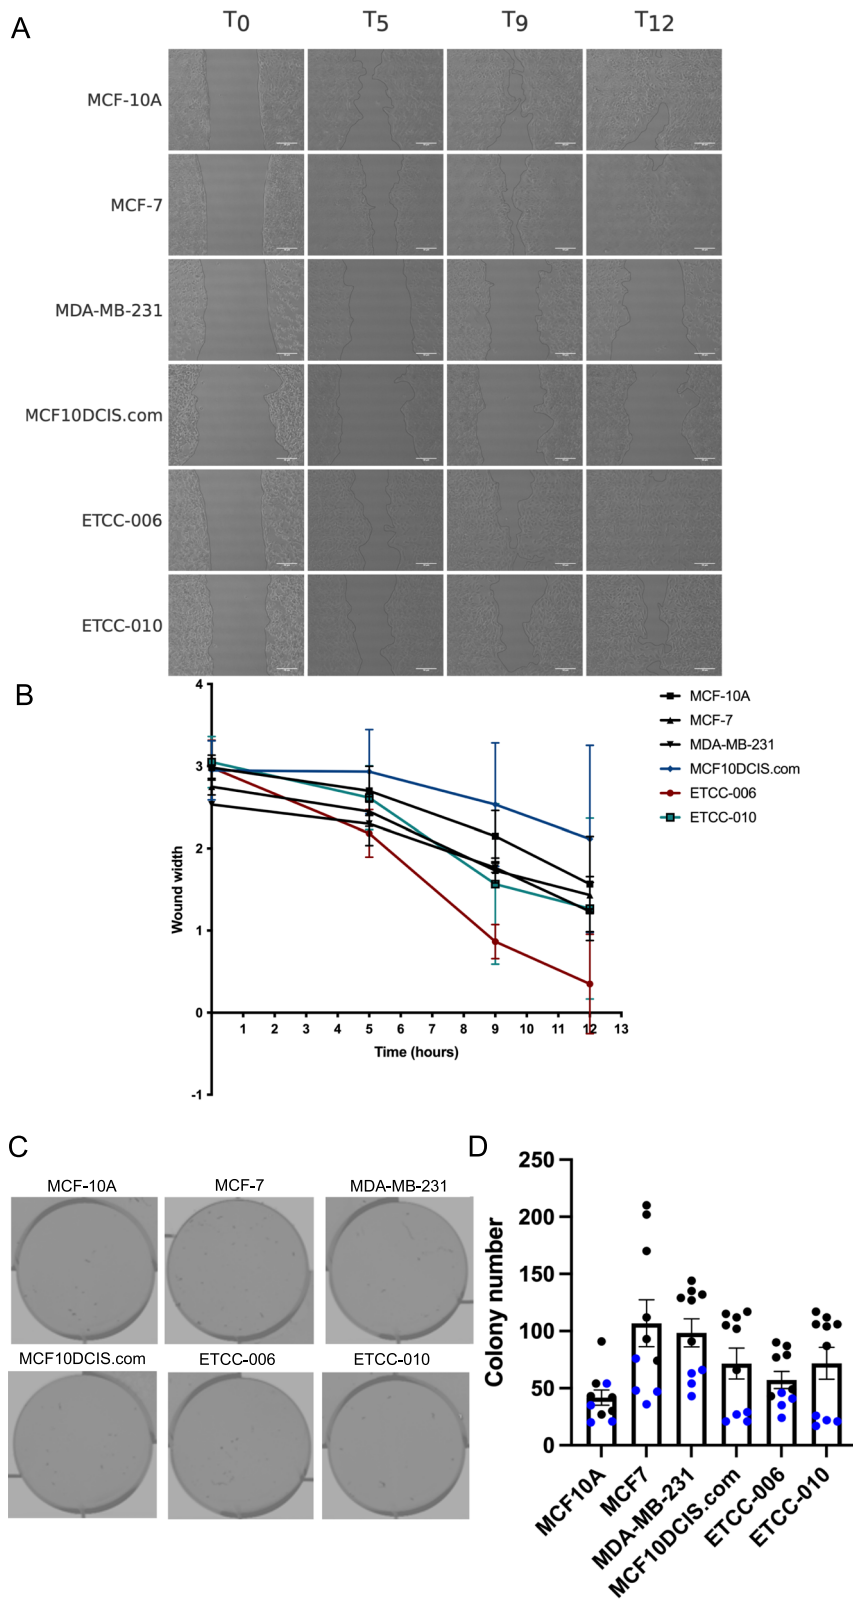 A
T0 T5 T9 T12
MCF-10A
MCF-7
MDA-MB-231
MCF10DCIS.com
ETCC-006
ETCC-010
B
4
3
2
1
0
-1
Wound width
1 2 3 4 5 6 7 8 9 10 11 12 13
Time (hours)
MCF-10A
MCF-7
MDA-MB-231
MCF10DCIS.com
ETCC-006
ETCC-010
C
MCF-10A MCF-7 MDA-MB-231
MCF10DCIS.com ETCC-006 ETCC-010
D
250
200
150
100
50
0
Colony number
MCF10A
MCF7
MDA-MB-231
MCF10DCIS.com
ETCC-006
ETCC-010